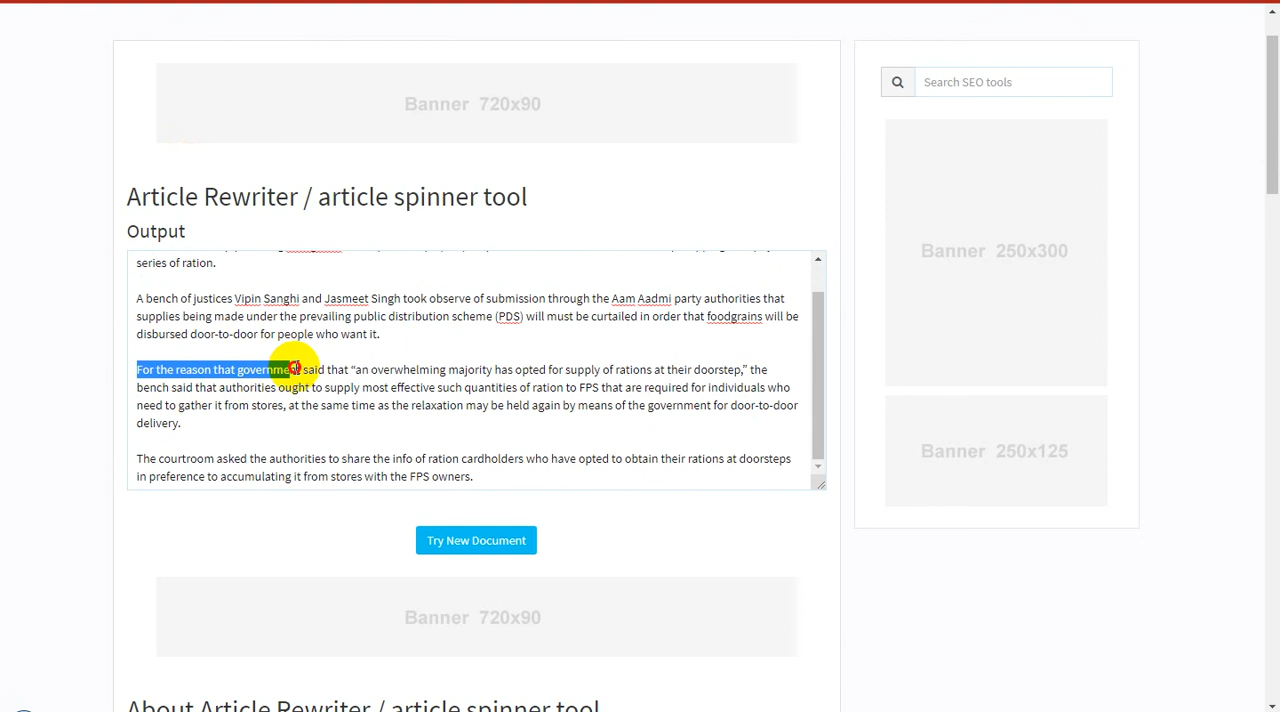 Banner 720x90
Search SEO tools
Article Rewriter / article spinner tool
Output
series of ration.
A bench of justices Vipin Sanghi and Jasmeet Singh took observe of submission through the Aam Aadmi party authorities that
supplies being made under the prevailing public distribution scheme (PDS) will must be curtailed in order that foodgrains will be
disbursed door-to-door for people who want it.
For the reason that government said that “an overwhelming majority has opted for supply of rations at their doorstep,” the
bench said that authorities ought to supply most effective such quantities of ration to FPS that are required for individuals who
need to gather it from stores, at the same time as the relaxation may be held again by means of the government for door-to-door
delivery.
The courtroom asked the authorities to share the info of ration cardholders who have opted to obtain their rations at doorsteps
in preference to accumulating it from stores with the FPS owners.
Try New Document
Banner 720x90
About Article Rewriter / article spinner tool
Banner 250x300
Banner 250x125